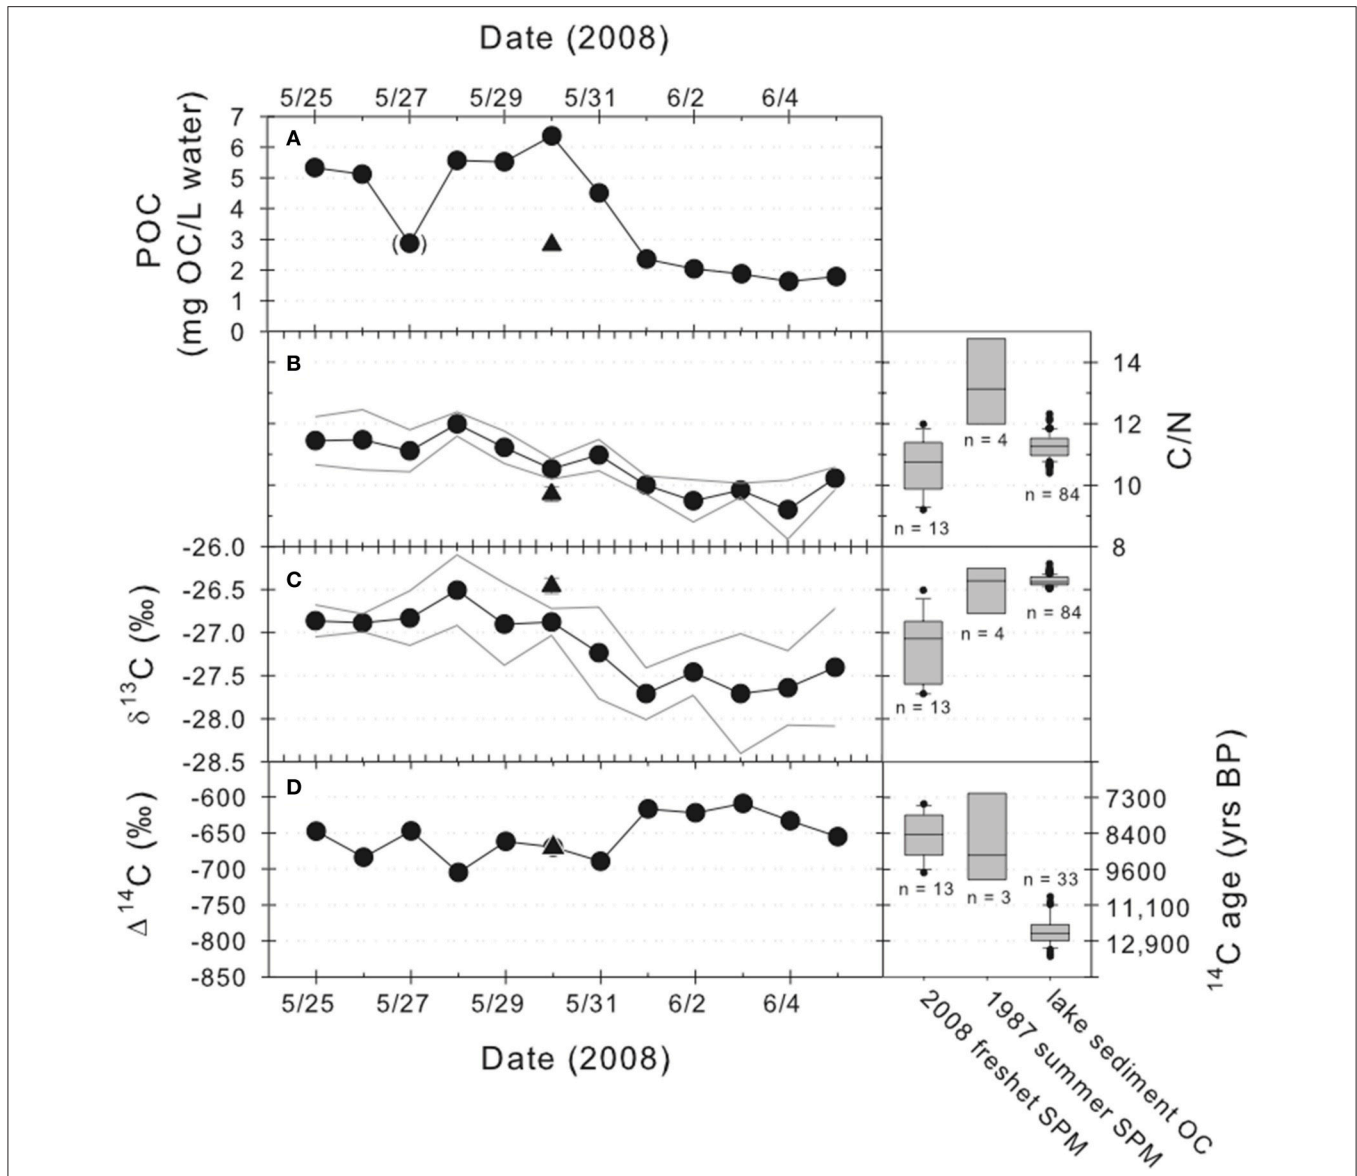 Date (2008)
5/25 5/27 5/29 5/31 6/2 6/4
A
POC
(mg OC/L water)
7
6
5
4
3
2
1
0
( )
B
14
12
10
8
C/N
n = 13
n = 4
n = 84
C
δ13C (‰)
-26.0
-26.5
-27.0
-27.5
-28.0
-28.5
n = 13
n = 4
n = 84
D
Δ14C (‰)
-600
-650
-700
-750
-800
-850
n = 13
n = 3
n = 33
7300
8400
9600
11,100
12,900
14C age (yrs BP)
5/25 5/27 5/29 5/31 6/2 6/4
Date (2008)
2008 freshet SPM
1987 summer SPM
lake sediment OC